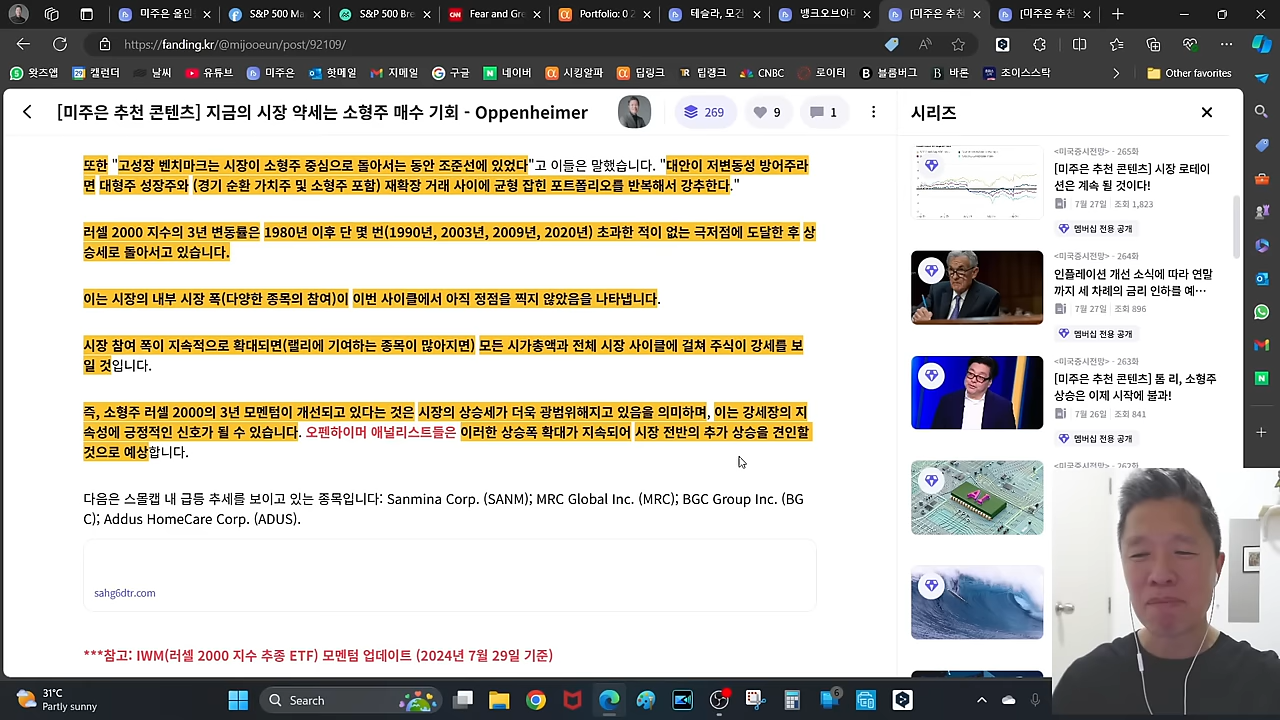 미주은 올인
S&P 500 Ma
S&P 500 Bre
Fear and Gre
Portfolio: 0 2
테슬라, 모건
뱅크오브아마
[미주은 추천
[미주은 추천
https://fanding.kr/@mijooeun/post/92109/
왓즈앱
캘린더
날씨
유튜브
미주은
핫메일
지메일
구글
네이버
시킹알파
딥링크
팁랭크
CNBC
로이터
블룸버그
바론
초이스스탁
Other favorites
[미주은 추천 콘텐츠] 지금의 시장 약세는 소형주 매수 기회 - Oppenheimer
269
9
1
시리즈
또한 "고성장 벤치마크는 시장이 순환주 중심으로 돌아서는 동안 조준선에 있었다"고 이들은 말했습니다. "대안이 저변동성 방어주라
면 대형주 성장주와 (경기 순환 가치주 및 소형주 포함) 재확장 거래 사이에 균형 잡힌 포트폴리오를 반복해서 강추한다."
러셀 2000 지수의 3년 변동률은 1980년 이후 단 몇 번(1990년, 2003년, 2009년, 2020년) 초과한 적이 없는 극저점에 도달한 후 상
승세로 돌아서고 있습니다.
이는 시장의 내부 시장 폭(다양한 종목의 참여)이 이번 사이클에서 아직 정점을 찍지 않았음을 나타냅니다.
시장 참여 폭이 지속적으로 확대되면(랠리에 기여하는 종목이 많아지면) 모든 시가총액과 전체 시장 사이클에 걸쳐 주식이 강세를 보
일 것입니다.
즉, 소형주 러셀 2000의 3년 모멘텀이 개선되고 있다는 것은 시장의 상승세가 더욱 광범위해지고 있음을 의미하며, 이는 강세장의 지
속성에 긍정적인 신호가 될 수 있습니다. 오펜하이머 애널리스트들은 이러한 상승폭 확대가 지속되어 시장 전반의 추가 상승을 견인할
것으로 예상합니다.
다음은 스몰캡 내 급등 추세를 보이고 있는 종목입니다: Sanmina Corp. (SANM); MRC Global Inc. (MRC); BGC Group Inc. (BG
C); Addus HomeCare Corp. (ADUS).
sahg6dtr.com
***참고: IWM(러셀 2000 지수 추종 ETF) 모멘텀 업데이트 (2024년 7월 29일 기준)
<미국증시전망> · 265화
[미주은 추천 콘텐츠] 시장 로테이
션은 계속 될 것이다!
7월 27일 · 조회 1,823
멤버십 전용 공개
<미국증시전망> · 264화
인플레이션 개선 소식에 따라 연말
까지 세 차례의 금리 인하를 예…
7월 27일 · 조회 896
멤버십 전용 공개
<미국증시전망> · 263화
[미주은 추천 콘텐츠] 톰 리, 소형주
상승은 이제 시작에 불과!
7월 26일 · 조회 841
멤버십 전용 공개
<미국증시전망> · 262화
AI
31°C
Partly sunny
Search
6